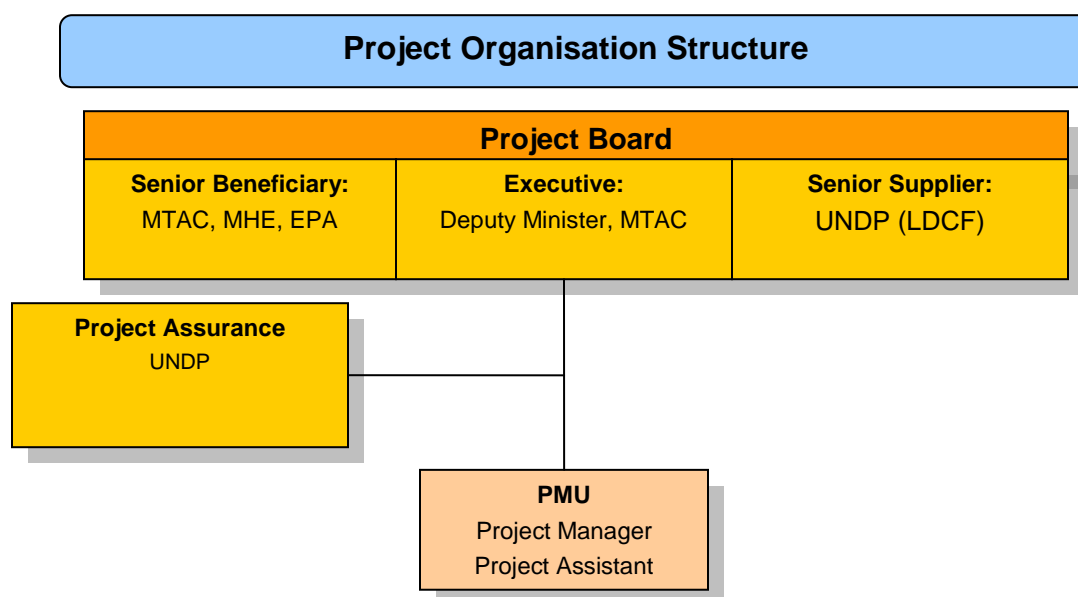 Project Organisation Structure
Project Board
Senior Beneficiary:
MTAC, MHE, EPA
Executive:
Deputy Minister, MTAC
Senior Supplier:
UNDP (LDCF)
Project Assurance
UNDP
PMU
Project Manager
Project Assistant